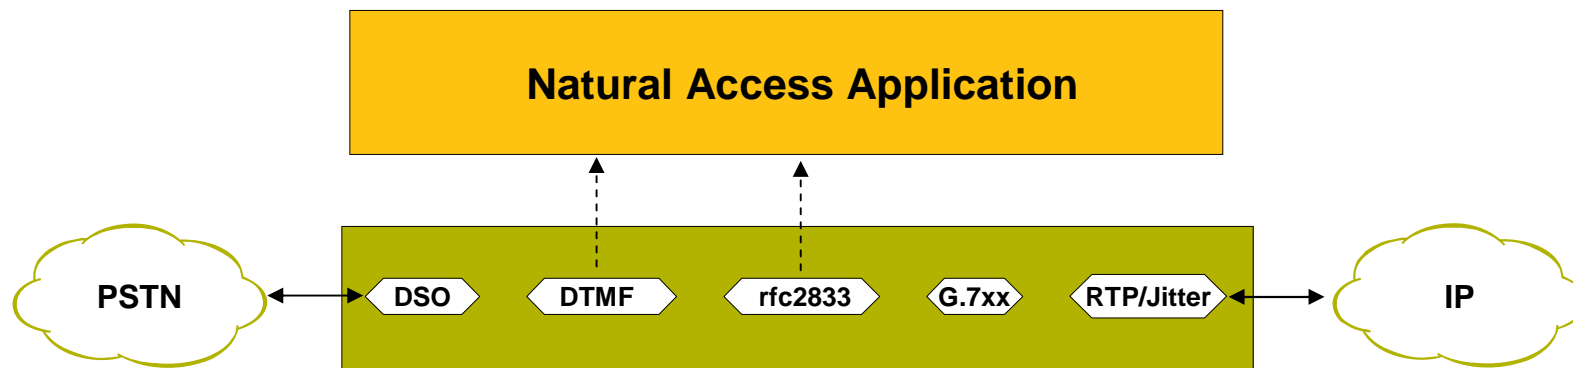 Natural Access Application
PSTN
DSO
DTMF
rfc2833
G.7xx
RTP/Jitter
IP